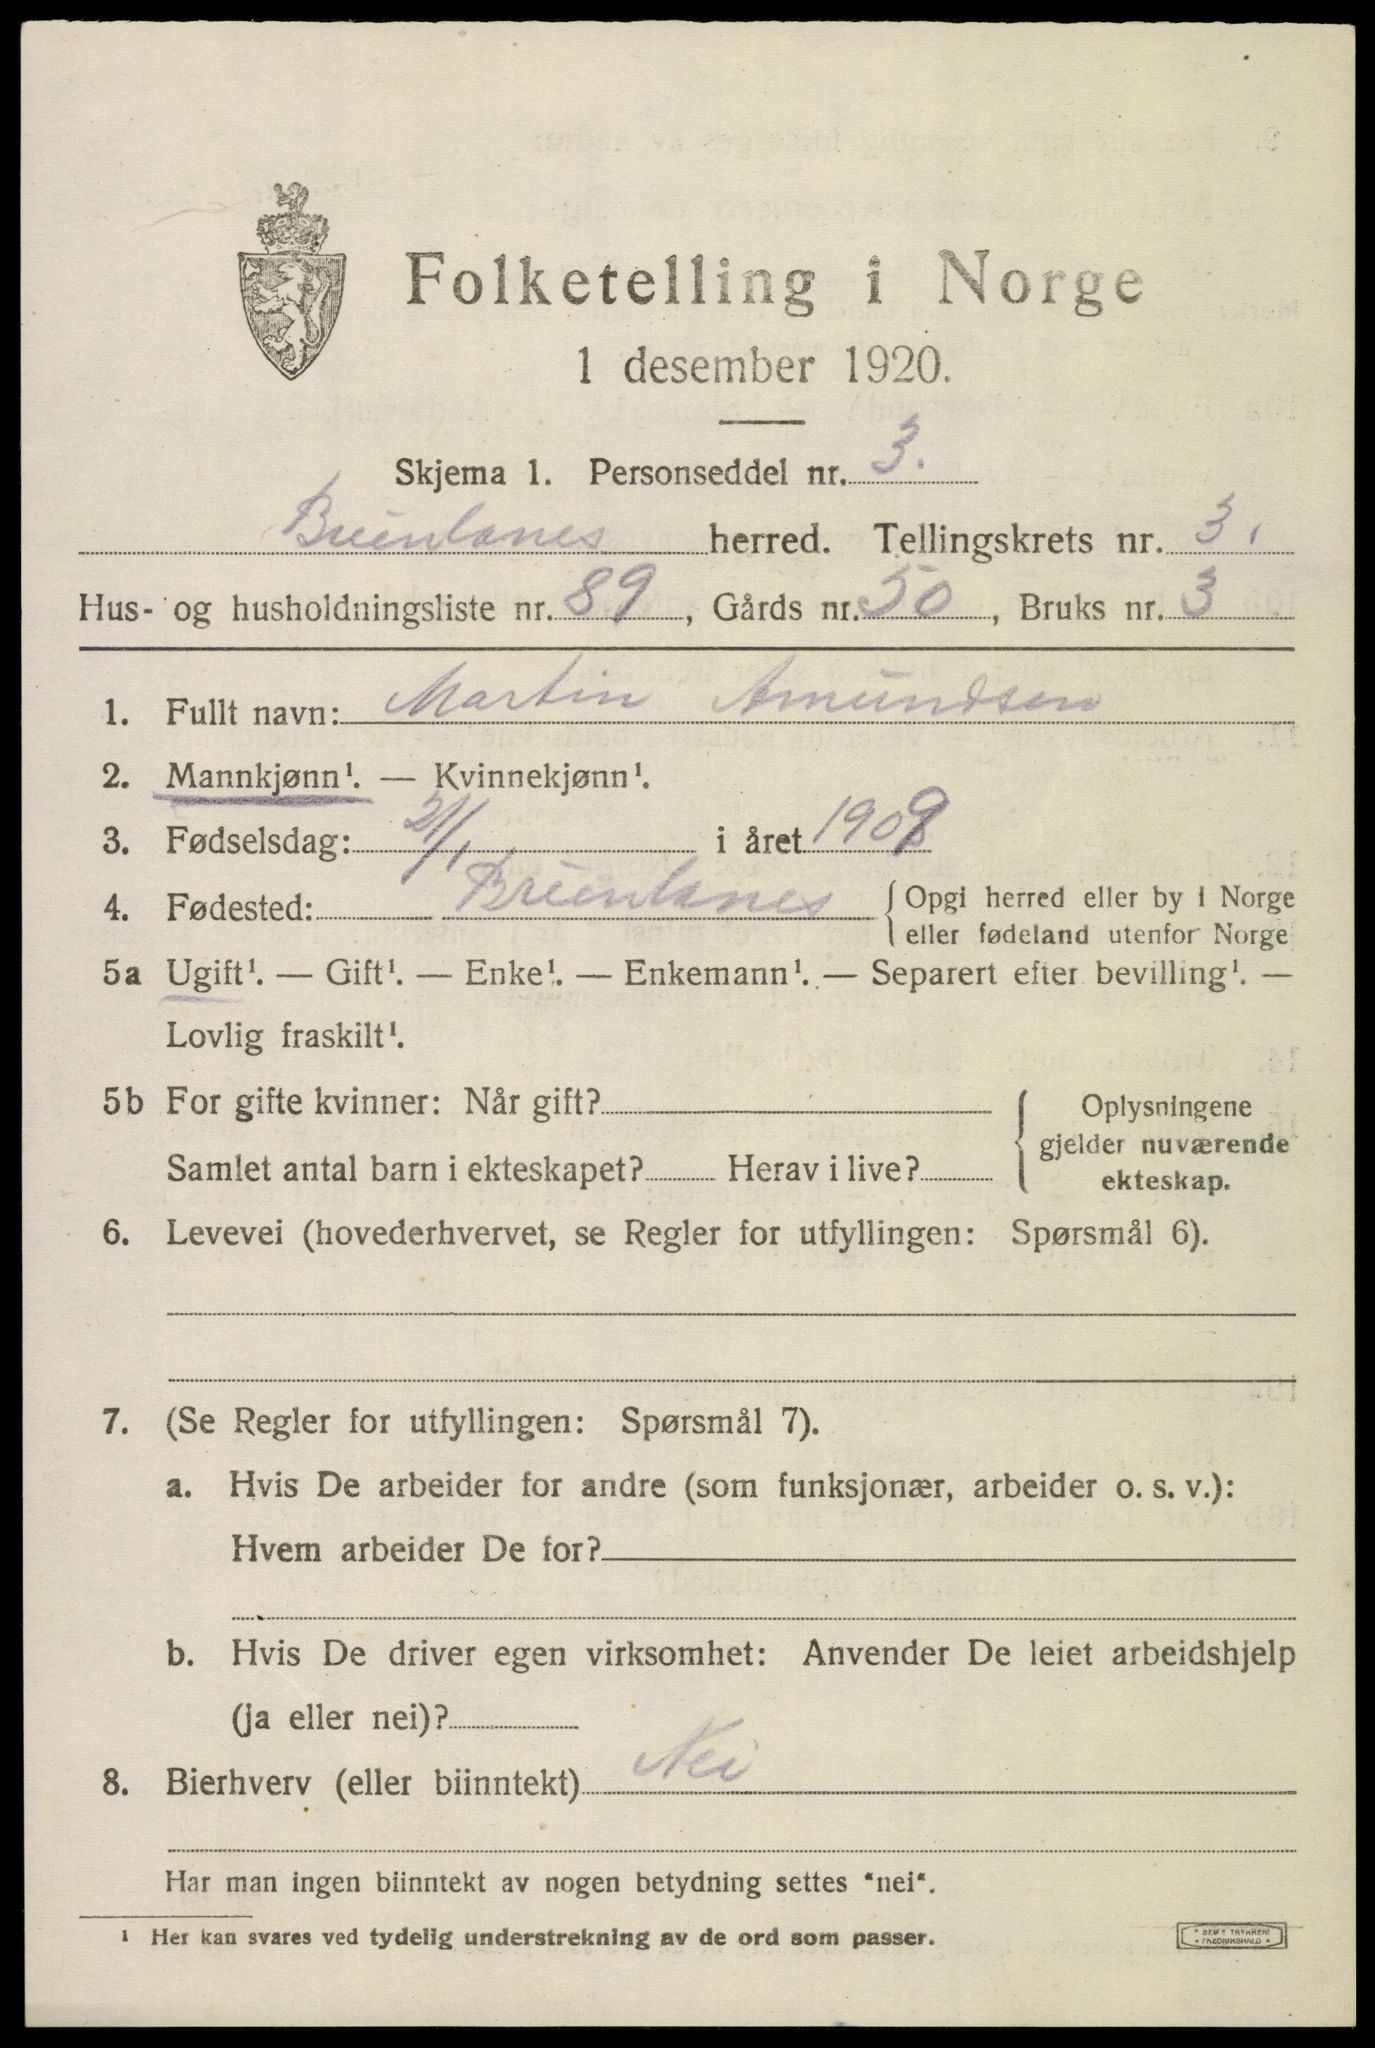 Folketelling i Norge
1 desember 1920.
Skjema 1. Personseddel nr. 3.
Brunlanes herred. Tellingskrets nr. 3.
Hus- og husholdningsliste nr. 89, Gårds nr. 50, Bruks nr. 3
1. Fullt navn: Martin Amundsen
2. Mannkjønn¹. — Kvinnekjønn¹.
3. Fødselsdag: 21/1 i året 1909
4. Fødested: Brunlanes { Opgi herred eller by i Norge
eller fødeland utenfor Norge
5a Ugift¹. — Gift¹. — Enke¹. — Enkemann¹. — Separert efter bevilling¹. —
Lovlig fraskilt¹.
5b For gifte kvinner: Når gift?
Samlet antal barn i ekteskapet? Herav i live?
{ Oplysningene
gjelder nuværende
ekteskap.
6. Levevei (hovederhvervet, se Regler for utfyllingen: Spørsmål 6).
7. (Se Regler for utfyllingen: Spørsmål 7).
a. Hvis De arbeider for andre (som funksjonær, arbeider o. s. v.):
Hvem arbeider De for?
b. Hvis De driver egen virksomhet: Anvender De leiet arbeidshjelp
(ja eller nei)?
8. Bierhverv (eller biinntekt) Nei
Har man ingen biinntekt av nogen betydning settes "nei".
¹ Her kan svares ved tydelig understrekning av de ord som passer.
* SEM'S TRYKKERI
* FREDRIKSHALD *